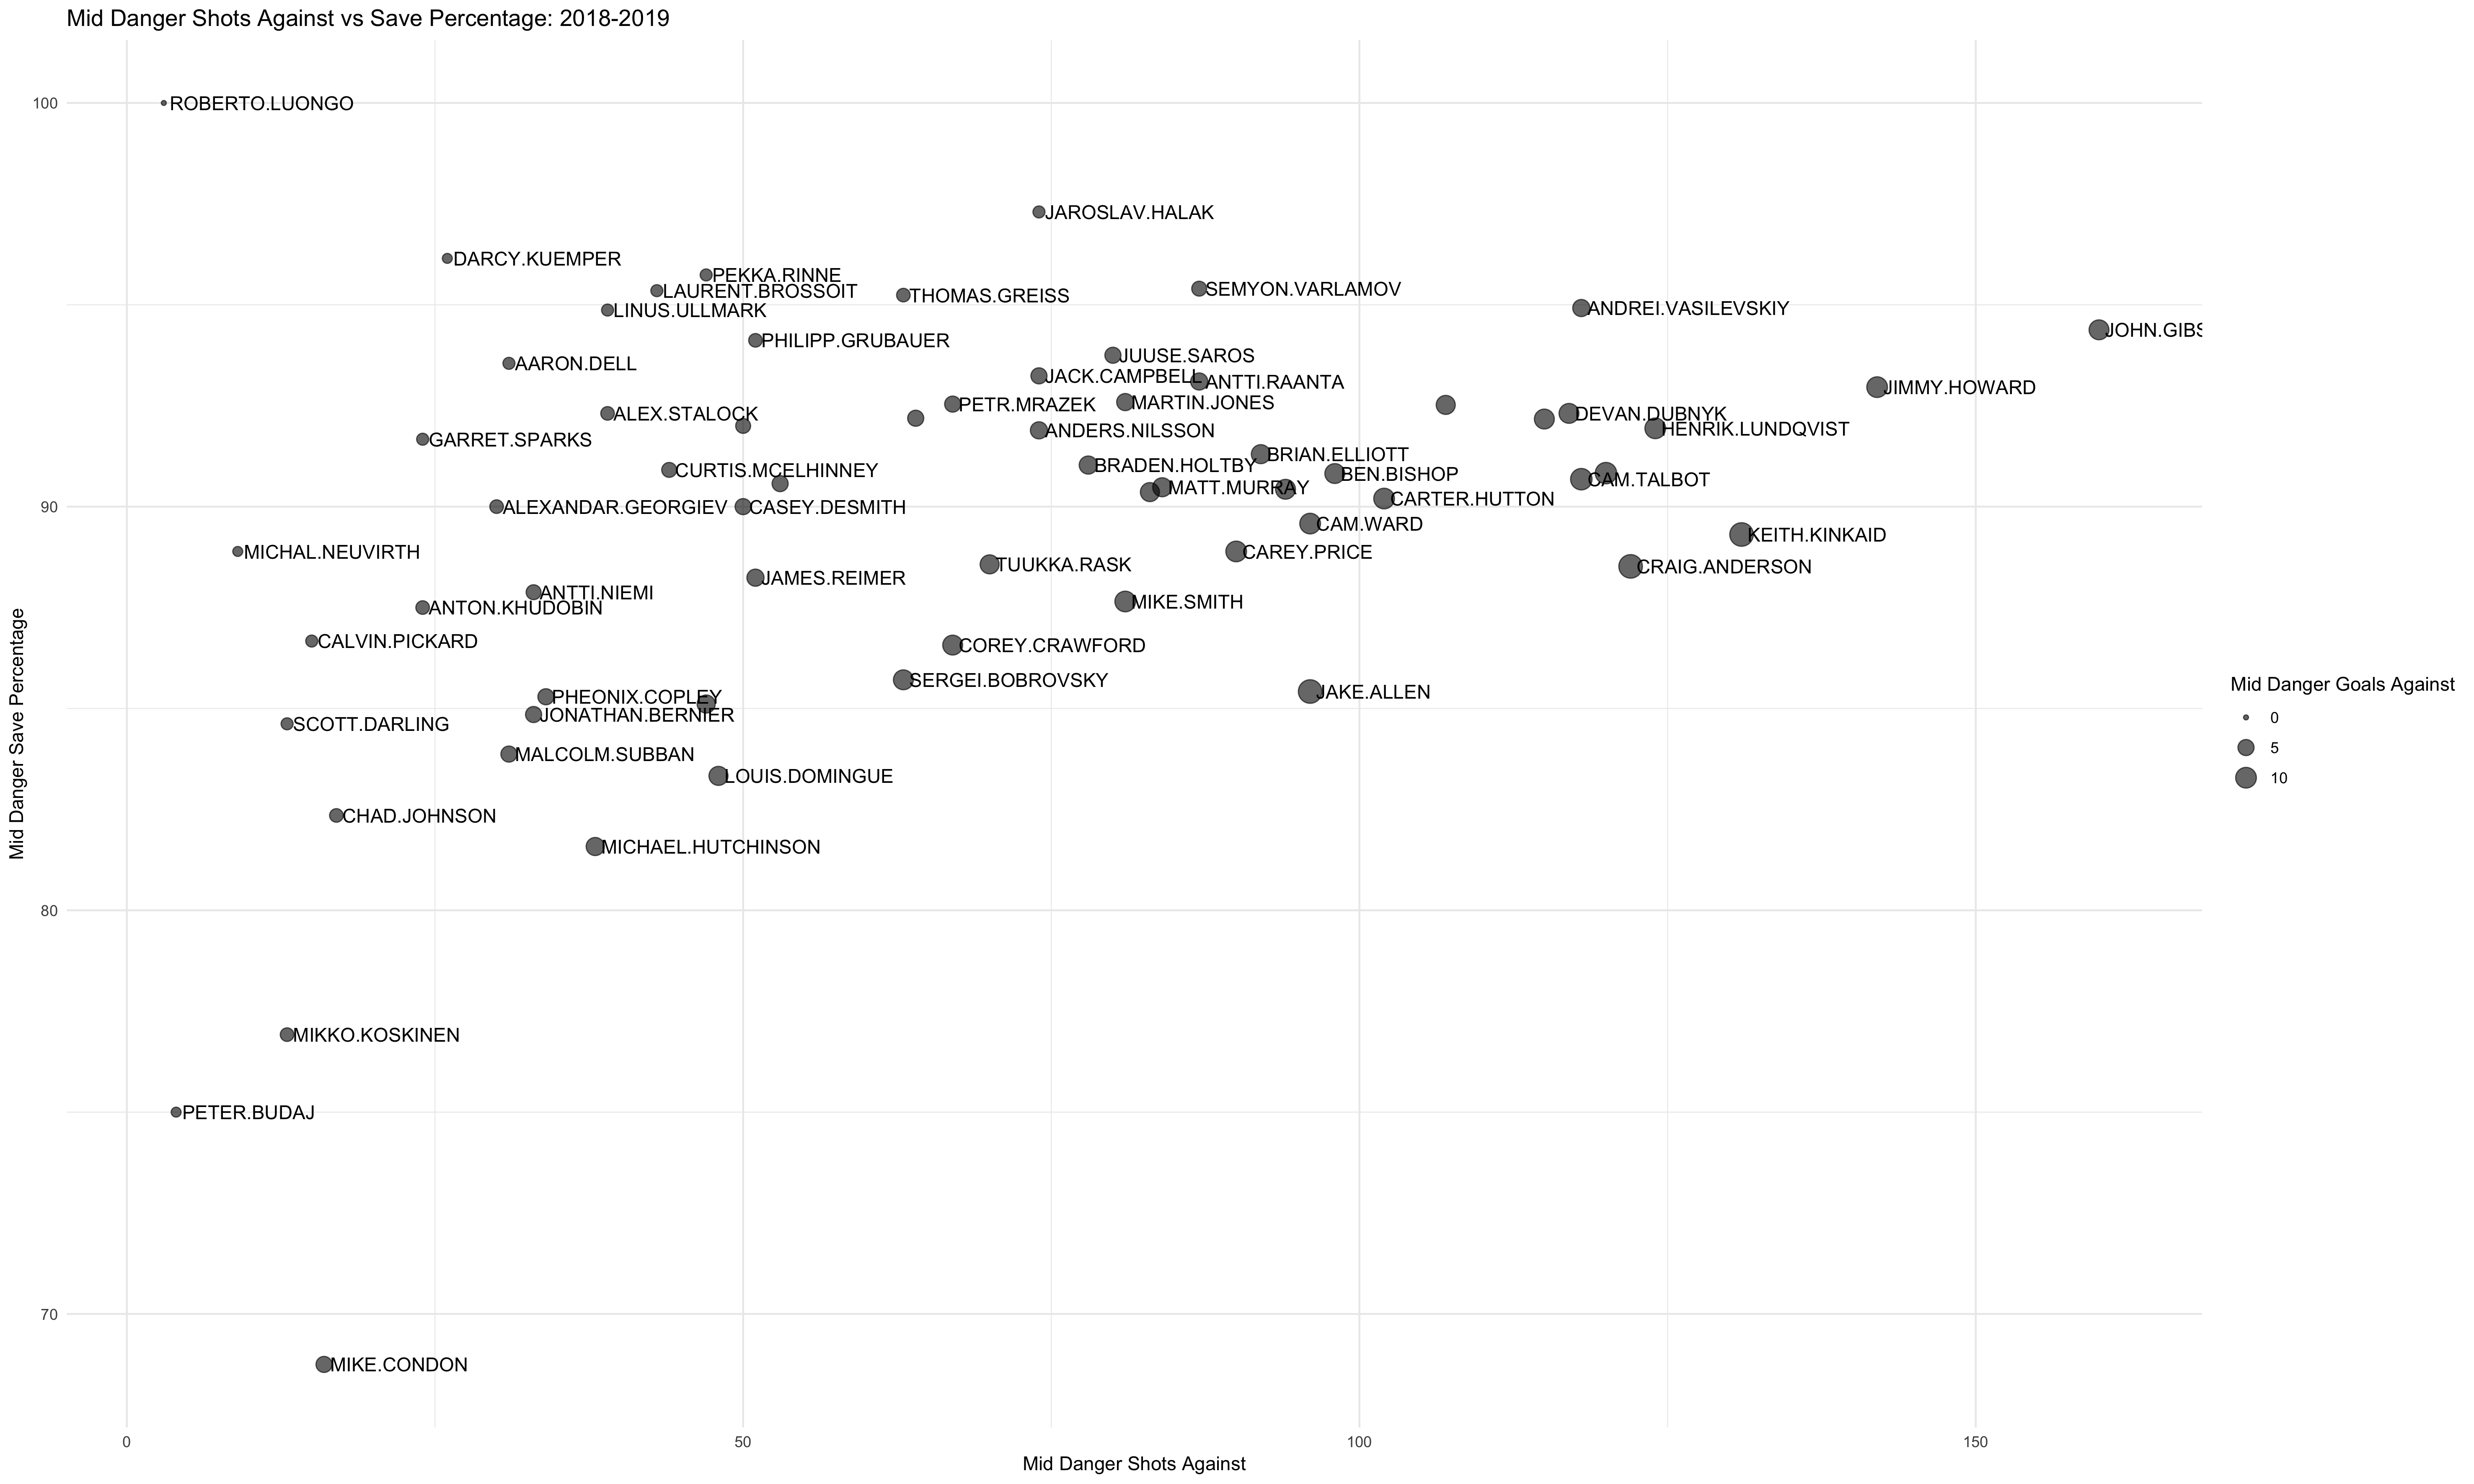 Mid Danger Shots Against vs Save Percentage: 2018-2019
100
ROBERTO.LUONGO
JAROSLAV.HALAK
DARCY.KUEMPER
PEKKA.RINNE
SEMYON.VARLAMOV
LAURENT.BROSSOIT
THOMAS.GREISS
ANDREI.VASILEVSKIY
LINUS.ULLMARK
JOHN.GIBS
PHILIPP.GRUBAUER
JUUSE.SAROS
AARON.DELL
JACK.CAMPBELL
ANTTI.RAANTA
JIMMY.HOWARD
MARTIN.JONES
PETR.MRAZEK
ALEX.STALOCK
DEVAN.DUBNYK
HENRIK.LUNDQVIST
ANDERS.NILSSON
GARRET.SPARKS
BRIAN.ELLIOTT
BRADEN.HOLTBY
CURTIS.MCELHINNEY
BEN.BISHOP
CAM.TALBOT
MATT.MURRAY
CARTER.HUTTON
90
ALEXANDAR.GEORGIEV
CASEY.DESMITH
CAM.WARD
KEITH.KINKAID
MICHAL.NEUVIRTH
CAREY.PRICE
TUUKKA.RASK
CRAIG.ANDERSON
JAMES.REIMER
ANTTI.NIEMI
MIKE.SMITH
ANTON.KHUDOBIN
CALVIN.PICKARD
COREY.CRAWFORD
SERGEI.BOBROVSKY
JAKE.ALLEN
PHEONIX.COPLEY
JONATHAN.BERNIER
SCOTT.DARLING
MALCOLM.SUBBAN
LOUIS.DOMINGUE
CHAD.JOHNSON
MICHAEL.HUTCHINSON
80
MIKKO.KOSKINEN
PETER.BUDAJ
70
MIKE.CONDON
0
50
100
150
Mid Danger Shots Against
Mid Danger Save Percentage
Mid Danger Goals Against
0
5
10